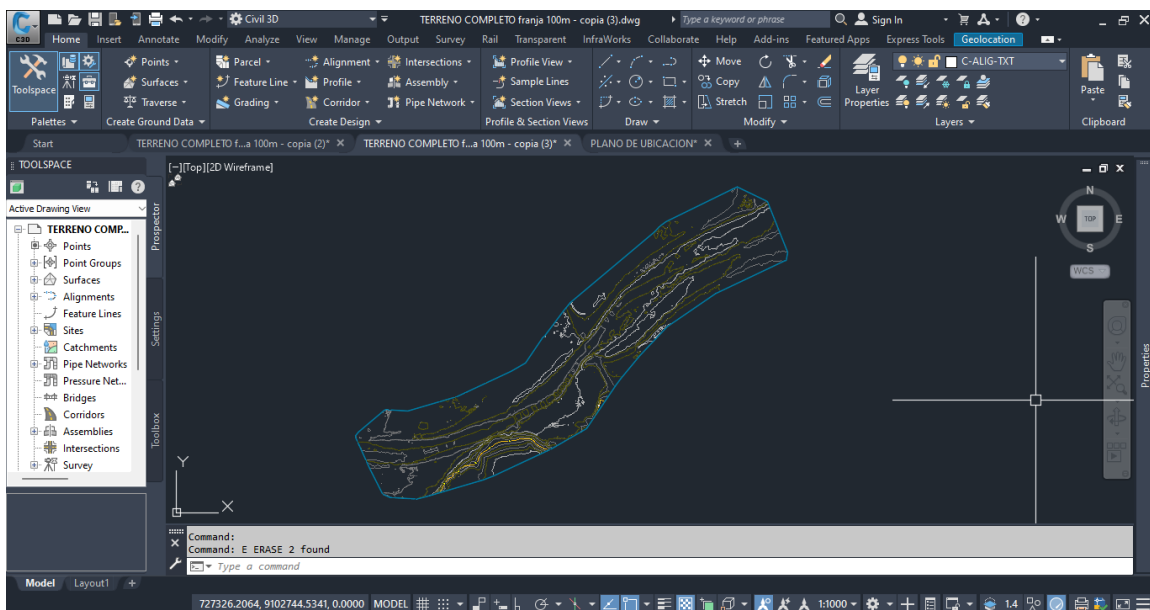 C3D
Civil 3D
TERRENO COMPLETO franja 100m - copia (3).dwg
Type a keyword or phrase
Sign In
Home Insert Annotate Modify Analyze View Manage Output Survey Rail Transparent InfraWorks Collaborate Help Add-ins Featured Apps Express Tools Geolocation
Toolspace
Points
Surfaces
Traverse
Parcel
Feature Line
Grading
Alignment
Profile
Corridor
Intersections
Assembly
Pipe Network
Profile View
Sample Lines
Section Views
Move
Copy
Stretch
Layer
Properties
C-ALIG-TXT
Paste
Palettes Create Ground Data Create Design Profile & Section Views Draw Modify Layers Clipboard
Start TERRENO COMPLETO f...a 100m - copia (2)* TERRENO COMPLETO f...a 100m - copia (3)* PLANO DE UBICACION*
TOOLSPACE
Active Drawing View
TERRENO COMP...
Points
Point Groups
Surfaces
Alignments
Feature Lines
Sites
Catchments
Pipe Networks
Pressure Net...
Bridges
Corridors
Assemblies
Intersections
Survey
Prospector
Settings
Toolbox
[−][Top][2D Wireframe]
N
W TOP E
S
WCS
Properties
Y
X
Command:
Command: E ERASE 2 found
Type a command
Model Layout1 +
727326.2064, 9102744.5341, 0.0000 MODEL 1:1000 1.4